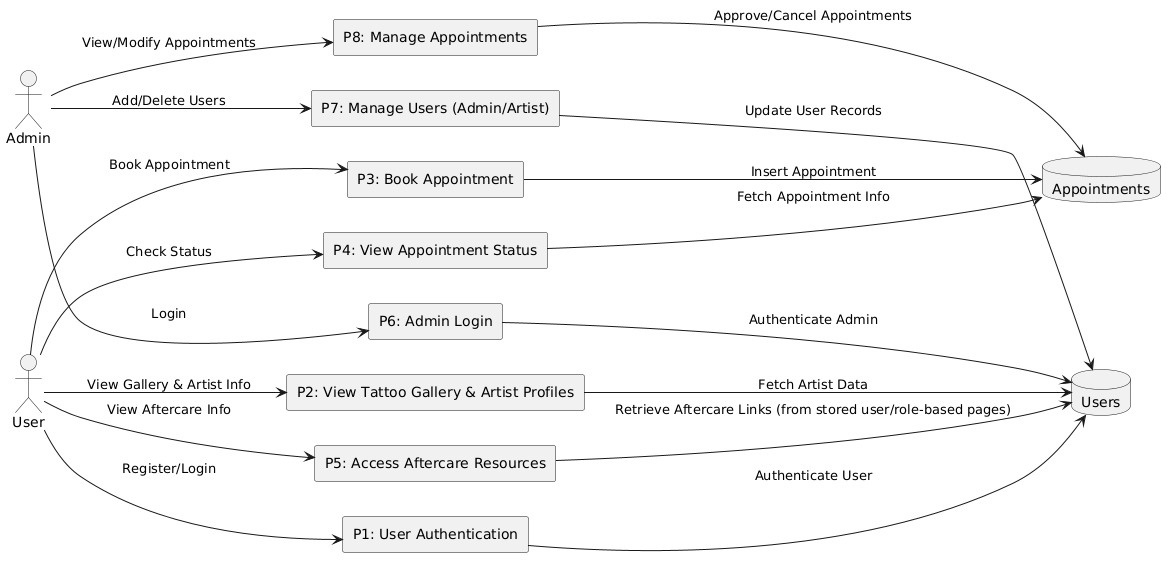 Approve/Cancel Appointments
View/Modify Appointments
P8: Manage Appointments
Add/Delete Users
P7: Manage Users (Admin/Artist)
Update User Records
Admin
Book Appointment
P3: Book Appointment
Insert Appointment
Appointments
Fetch Appointment Info
Check Status
P4: View Appointment Status
Login
P6: Admin Login
Authenticate Admin
View Gallery & Artist Info
P2: View Tattoo Gallery & Artist Profiles
Fetch Artist Data
Users
View Aftercare Info
Retrieve Aftercare Links (from stored user/role-based pages)
User
Register/Login
P5: Access Aftercare Resources
Authenticate User
P1: User Authentication